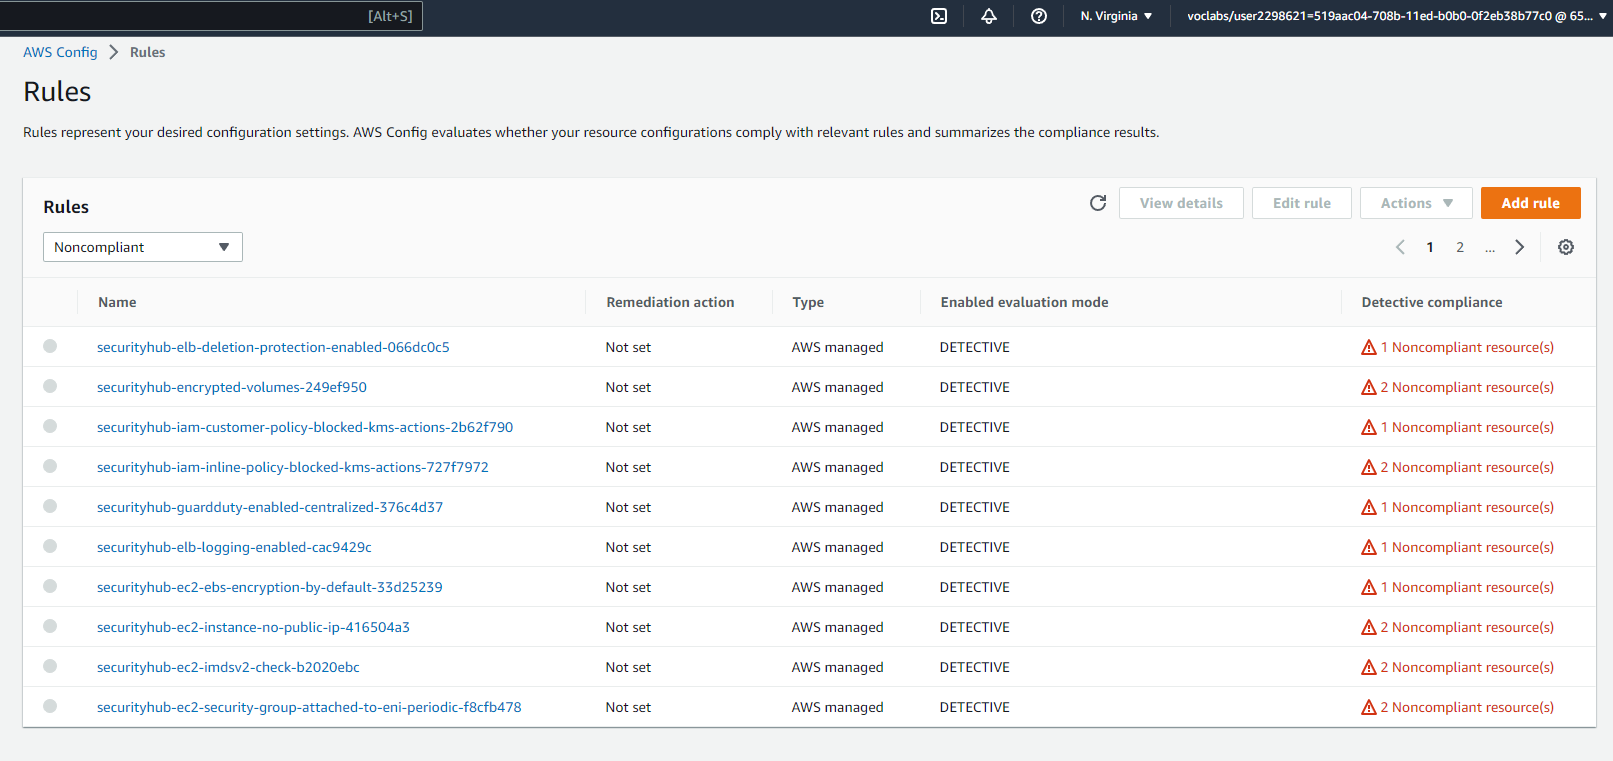 [Alt+S] N. Virginia voclabs/user2298621=519aac04-708b-11ed-b0b0-0f2eb38b77c0 @ 65...
AWS Config Rules
Rules
Rules represent your desired configuration settings. AWS Config evaluates whether your resource configurations comply with relevant rules and summarizes the compliance results.
Rules View details Edit rule Actions Add rule
Noncompliant 1 2 ...
Name Remediation action Type Enabled evaluation mode Detective compliance
securityhub-elb-deletion-protection-enabled-066dc0c5 Not set AWS managed DETECTIVE 1 Noncompliant resource(s)
securityhub-encrypted-volumes-249ef950 Not set AWS managed DETECTIVE 2 Noncompliant resource(s)
securityhub-iam-customer-policy-blocked-kms-actions-2b62f790 Not set AWS managed DETECTIVE 1 Noncompliant resource(s)
securityhub-iam-inline-policy-blocked-kms-actions-727f7972 Not set AWS managed DETECTIVE 2 Noncompliant resource(s)
securityhub-guardduty-enabled-centralized-376c4d37 Not set AWS managed DETECTIVE 1 Noncompliant resource(s)
securityhub-elb-logging-enabled-cac9429c Not set AWS managed DETECTIVE 1 Noncompliant resource(s)
securityhub-ec2-ebs-encryption-by-default-33d25239 Not set AWS managed DETECTIVE 1 Noncompliant resource(s)
securityhub-ec2-instance-no-public-ip-416504a3 Not set AWS managed DETECTIVE 2 Noncompliant resource(s)
securityhub-ec2-imdsv2-check-b2020ebc Not set AWS managed DETECTIVE 2 Noncompliant resource(s)
securityhub-ec2-security-group-attached-to-eni-periodic-f8cfb478 Not set AWS managed DETECTIVE 2 Noncompliant resource(s)